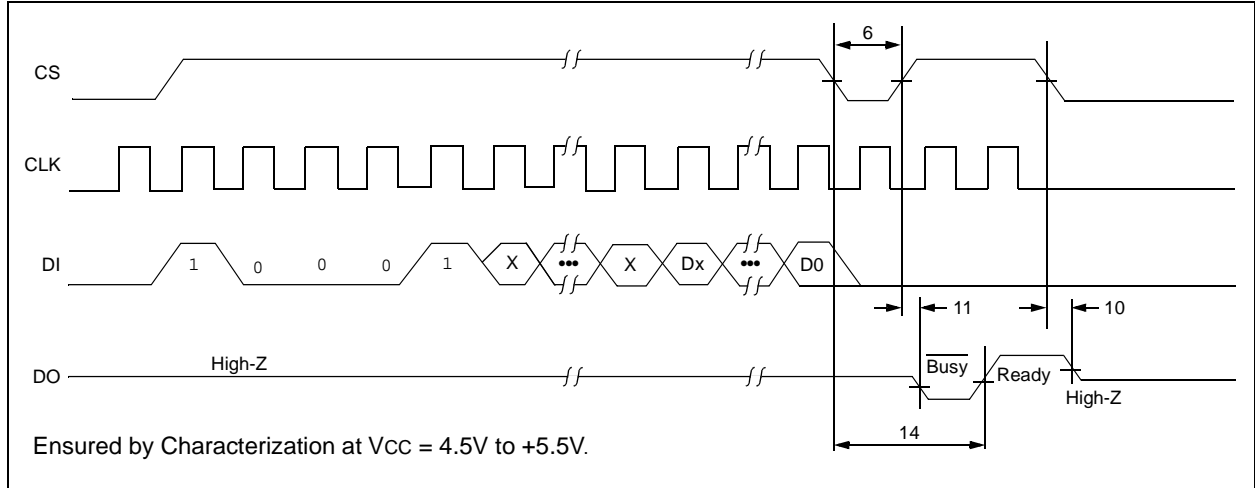 6
CS
CLK
DI 1 0 0 0 1 X ••• X Dx ••• D0
11 10
High-Z Busy Ready
DO
High-Z
14
Ensured by Characterization at VCC = 4.5V to +5.5V.